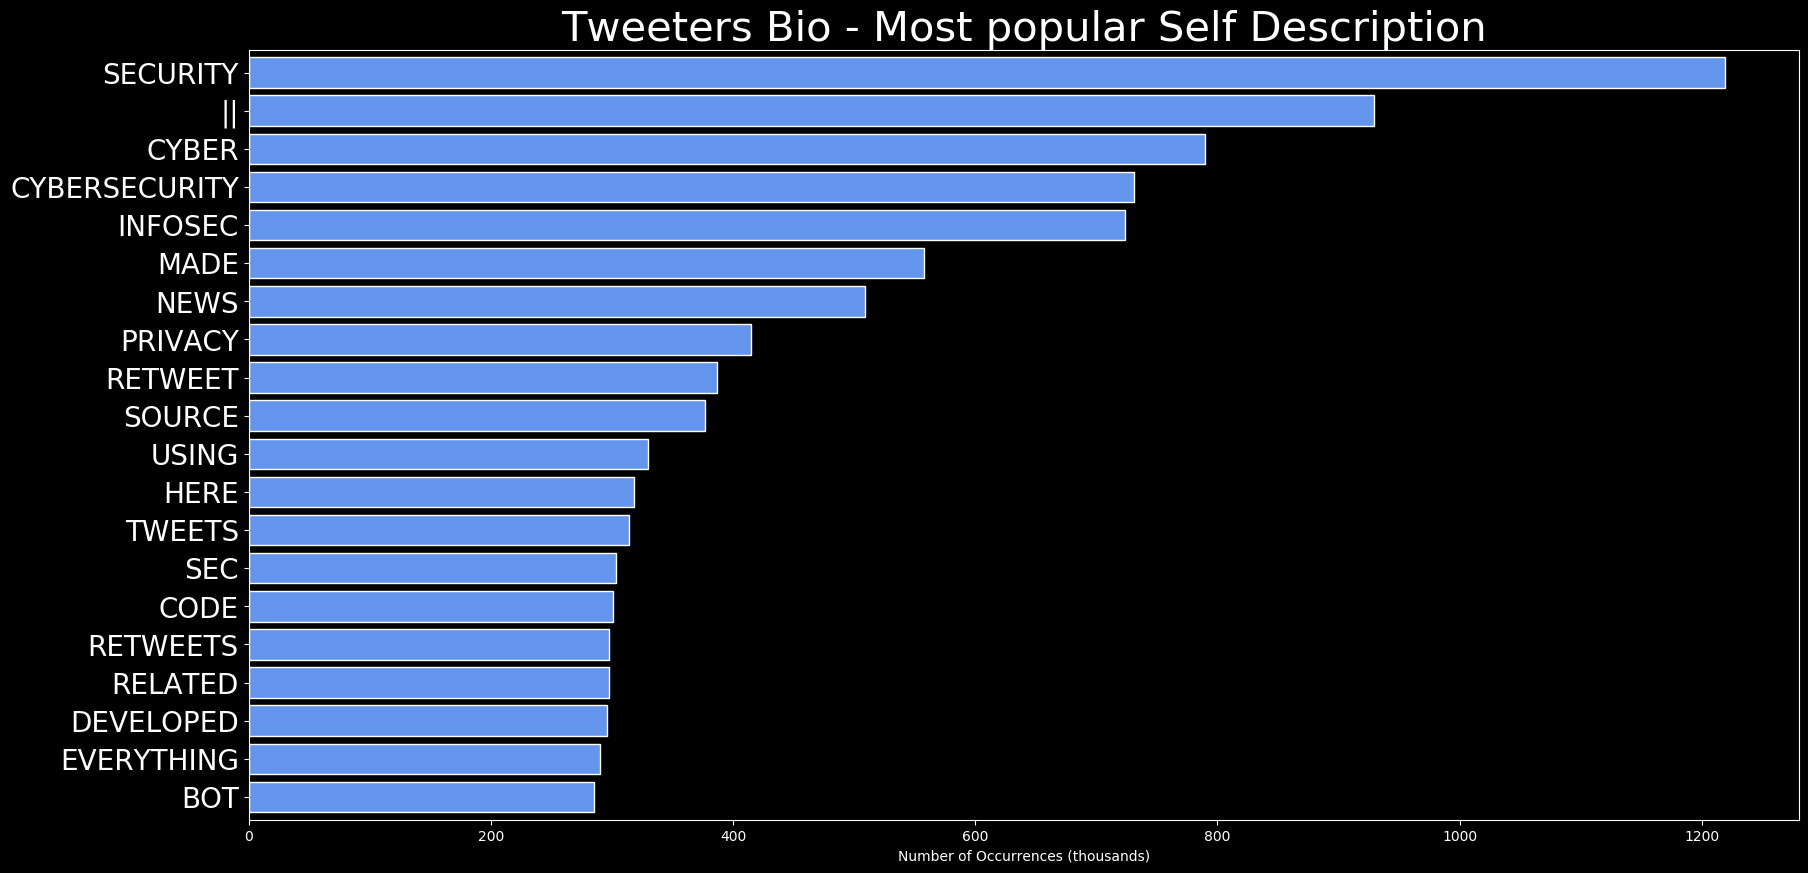 Tweeters Bio - Most popular Self Description
SECURITY
||
CYBER
CYBERSECURITY
INFOSEC
MADE
NEWS
PRIVACY
RETWEET
SOURCE
USING
HERE
TWEETS
SEC
CODE
RETWEETS
RELATED
DEVELOPED
EVERYTHING
BOT
0 200 400 600 800 1000 1200
Number of Occurrences (thousands)